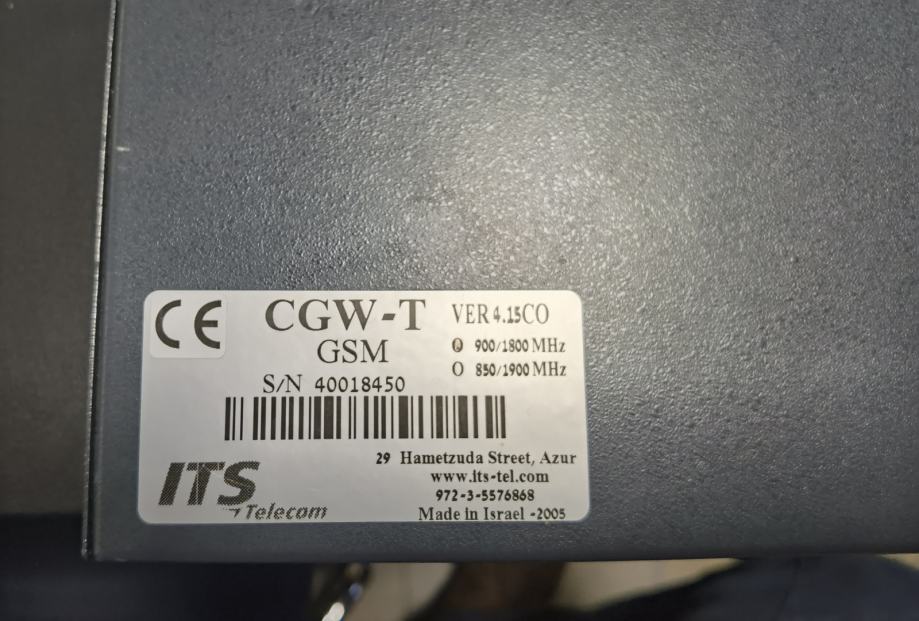 CE
CGW-T VER 4.15CO
GSM
900/1800 MHz
O 850/1900 MHz
S/N 40018450
29 Hametzuda Street, Azur
www.its-tel.com
972-3-5576868
Made in Israel -2005
ITS
Telecom